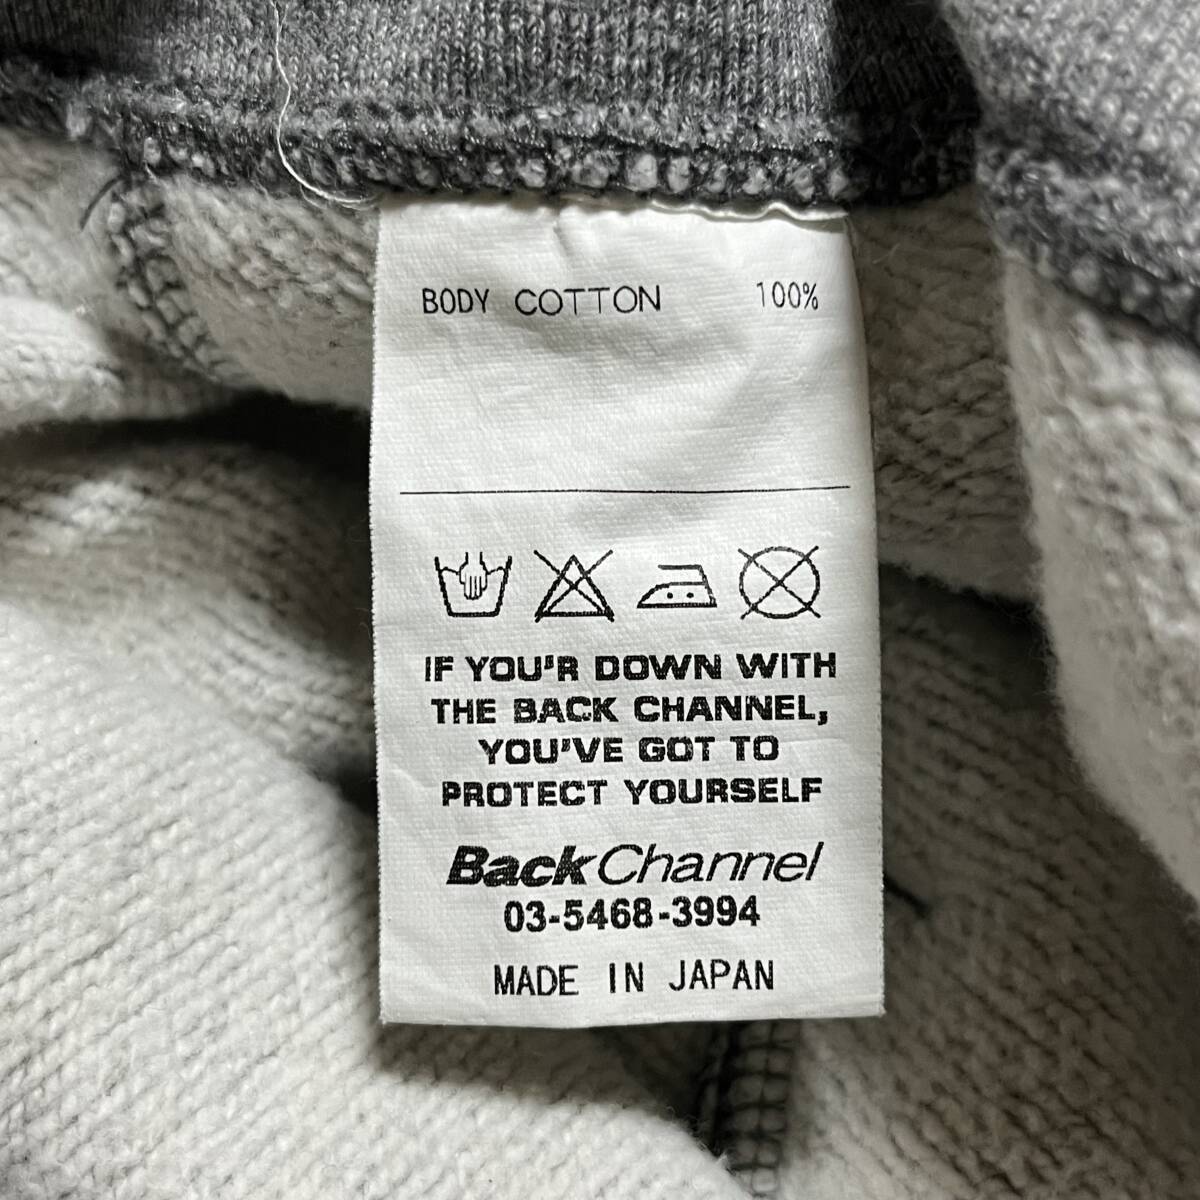 BODY COTTON 100%
IF YOU'R DOWN WITH
THE BACK CHANNEL,
YOU'VE GOT TO
PROTECT YOURSELF
BackChannel
03-5468-3994
MADE IN JAPAN